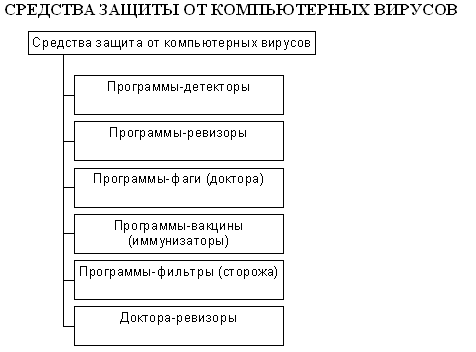 СРЕДСТВА ЗАЩИТЫ ОТ КОМПЬЮТЕРНЫХ ВИРУСОВ
Средства защита от компьютерных вирусов
Программы-детекторы
Программы-ревизоры
Программы-фаги (доктора)
Программы-вакцины
(иммунизаторы)
Программы-фильтры (сторожа)
Доктора-ревизоры